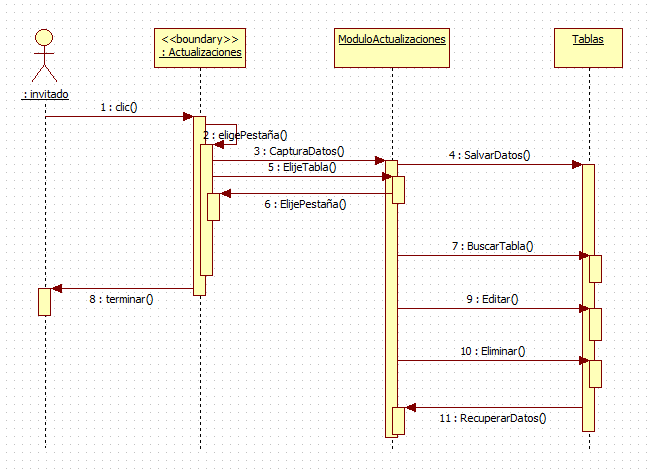 <<boundary>>
: Actualizaciones
ModuloActualizaciones
Tablas
: invitado
1 : clic()
2 : eligePestaña()
3 : CapturaDatos()
4 : SalvarDatos()
5 : ElijeTabla()
6 : ElijePestaña()
7 : BuscarTabla()
8 : terminar()
9 : Editar()
10 : Eliminar()
11 : RecuperarDatos()